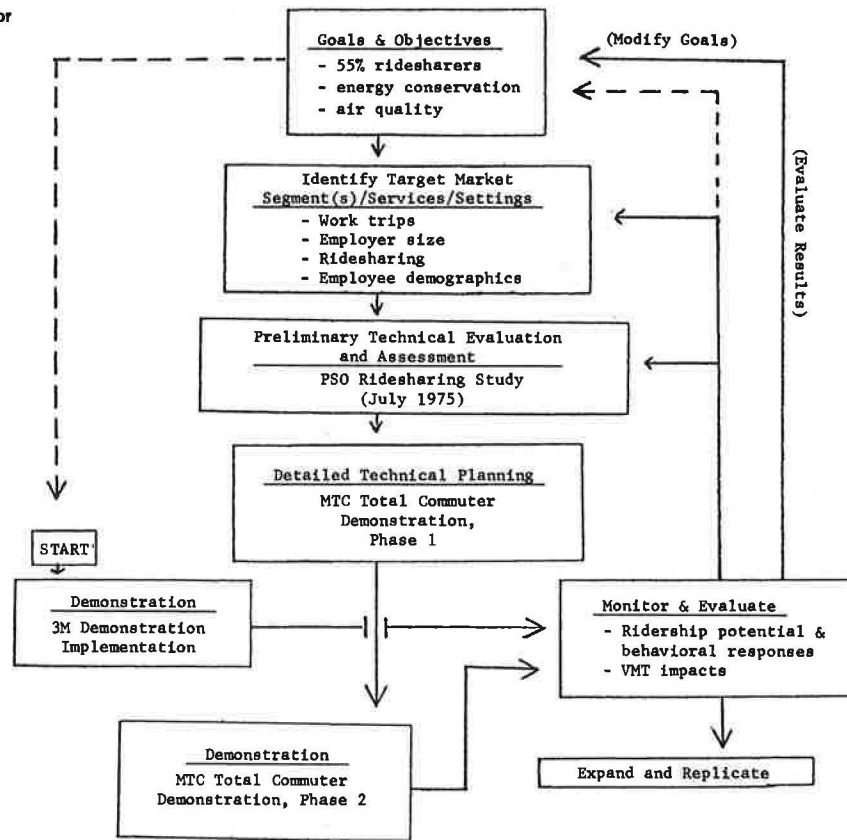 or
Goals & Objectives
- 55% ridesharers
- energy conservation
- air quality
(Modify Goals)
(Evaluate Results)
Identify Target Market
Segment(s)/Services/Settings
- Work trips
- Employer size
- Ridesharing
- Employee demographics
Preliminary Technical Evaluation
and Assessment
PSO Ridesharing Study
(July 1975)
Detailed Technical Planning
MTC Total Commuter
Demonstration,
Phase 1
START
Demonstration
3M Demonstration
Implementation
Monitor & Evaluate
- Ridership potential &
behavioral responses
- VMT impacts
Demonstration
MTC Total Commuter
Demonstration, Phase 2
Expand and Replicate